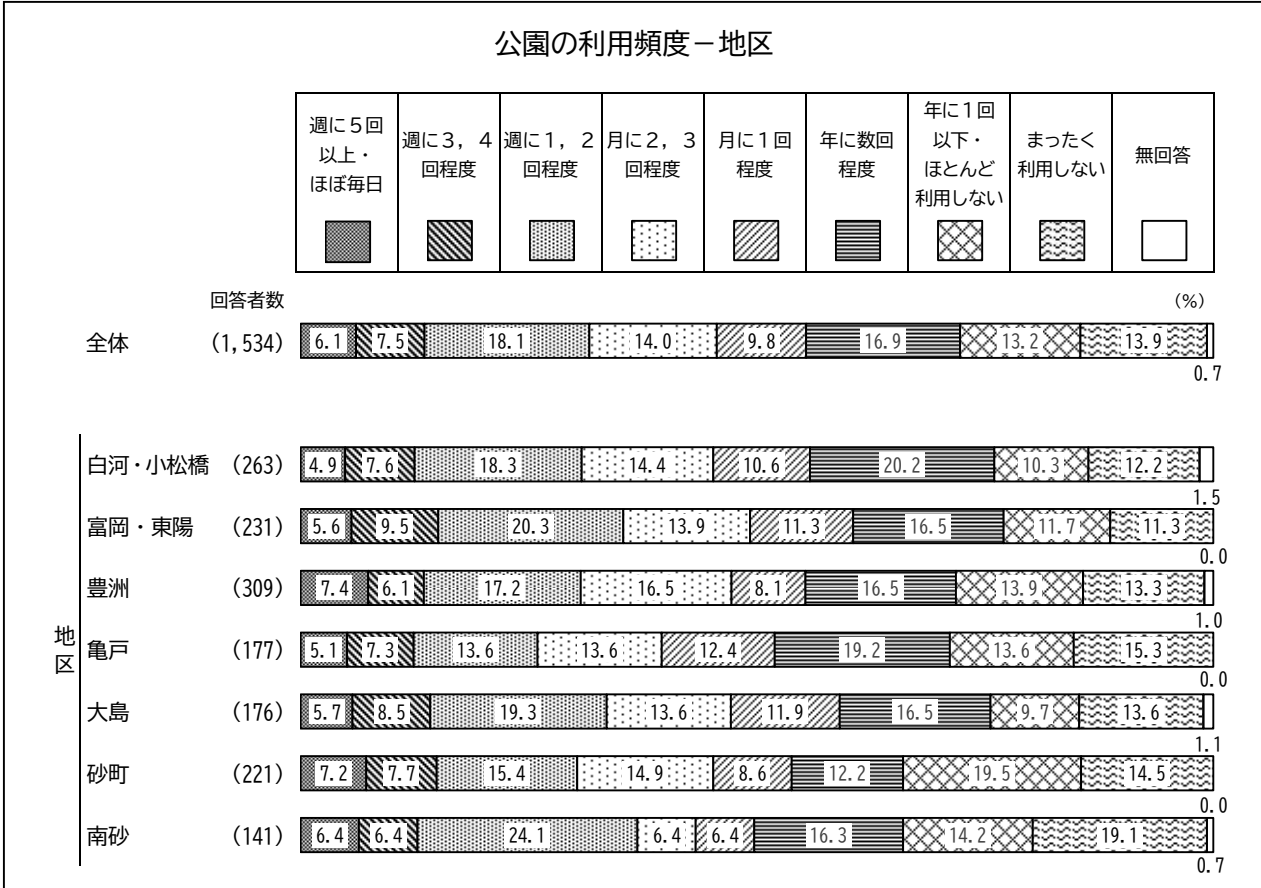 公園の利用頻度－地区
週に５回
以上・
ほぼ毎日
週に３，４
回程度
週に１，２
回程度
月に２，３
回程度
月に１回
程度
年に数回
程度
年に１回
以下・
ほとんど
利用しない
まったく
利用しない
無回答
回答者数 (%)
全体 (1,534) 6.1 7.5 18.1 14.0 9.8 16.9 13.2 13.9
0.7
地区
白河・小松橋 (263) 4.9 7.6 18.3 14.4 10.6 20.2 10.3 12.2
1.5
富岡・東陽 (231) 5.6 9.5 20.3 13.9 11.3 16.5 11.7 11.3
0.0
豊洲 (309) 7.4 6.1 17.2 16.5 8.1 16.5 13.9 13.3
1.0
亀戸 (177) 5.1 7.3 13.6 13.6 12.4 19.2 13.6 15.3
0.0
大島 (176) 5.7 8.5 19.3 13.6 11.9 16.5 9.7 13.6
1.1
砂町 (221) 7.2 7.7 15.4 14.9 8.6 12.2 19.5 14.5
0.0
南砂 (141) 6.4 6.4 24.1 6.4 6.4 16.3 14.2 19.1
0.7